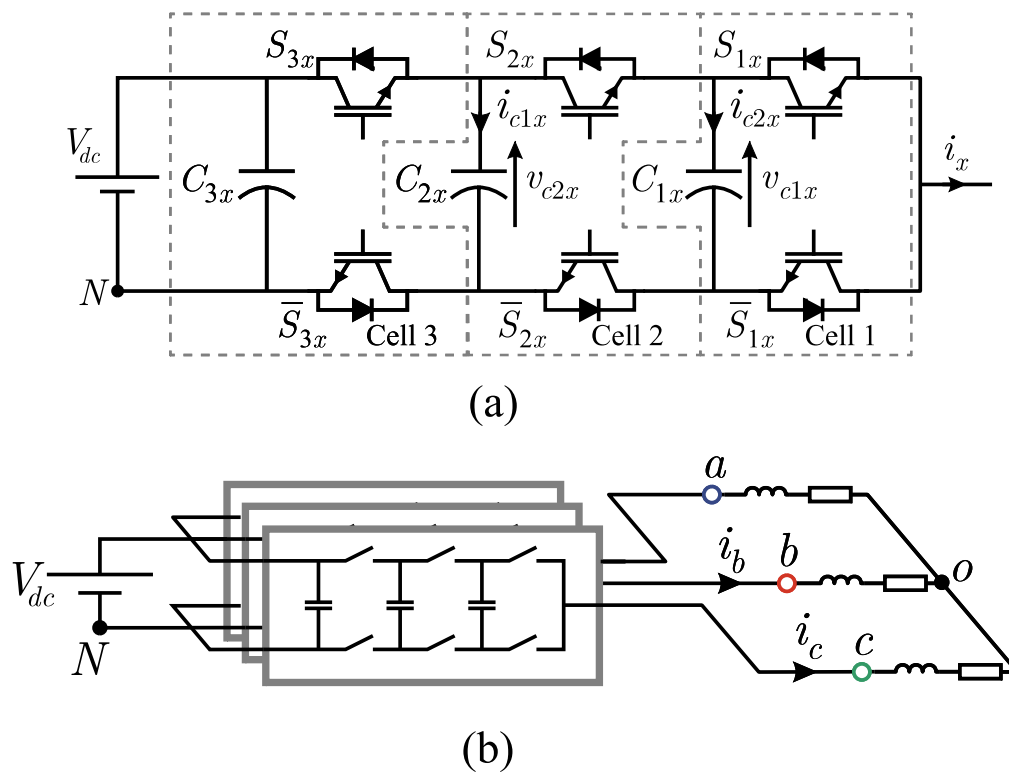 S3x S2x S1x
Vdc C3x C2x ic1x vc2x C1x ic2x vc1x ix
N
S̅3x Cell 3 S̅2x Cell 2 S̅1x Cell 1
(a)
a
Vdc ib b o
N ic c
(b)